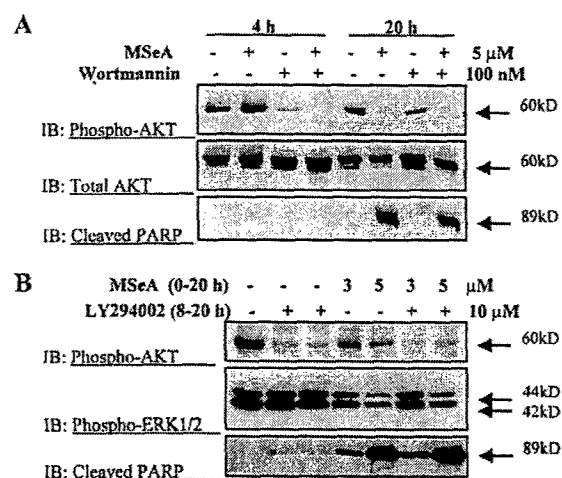 A
4 h 20 h
MSeA - + - + - + - + 5 µM
Wortmannin - - + + - - + + 100 nM
IB: Phospho-AKT 60kD
IB: Total AKT 60kD
IB: Cleaved PARP 89kD
B
MSeA (0-20 h) - - - 3 5 3 5 µM
LY294002 (8-20 h) - + + - - + + 10 µM
IB: Phospho-AKT 60kD
IB: Phospho-ERK1/2 44kD
42kD
IB: Cleaved PARP 89kD